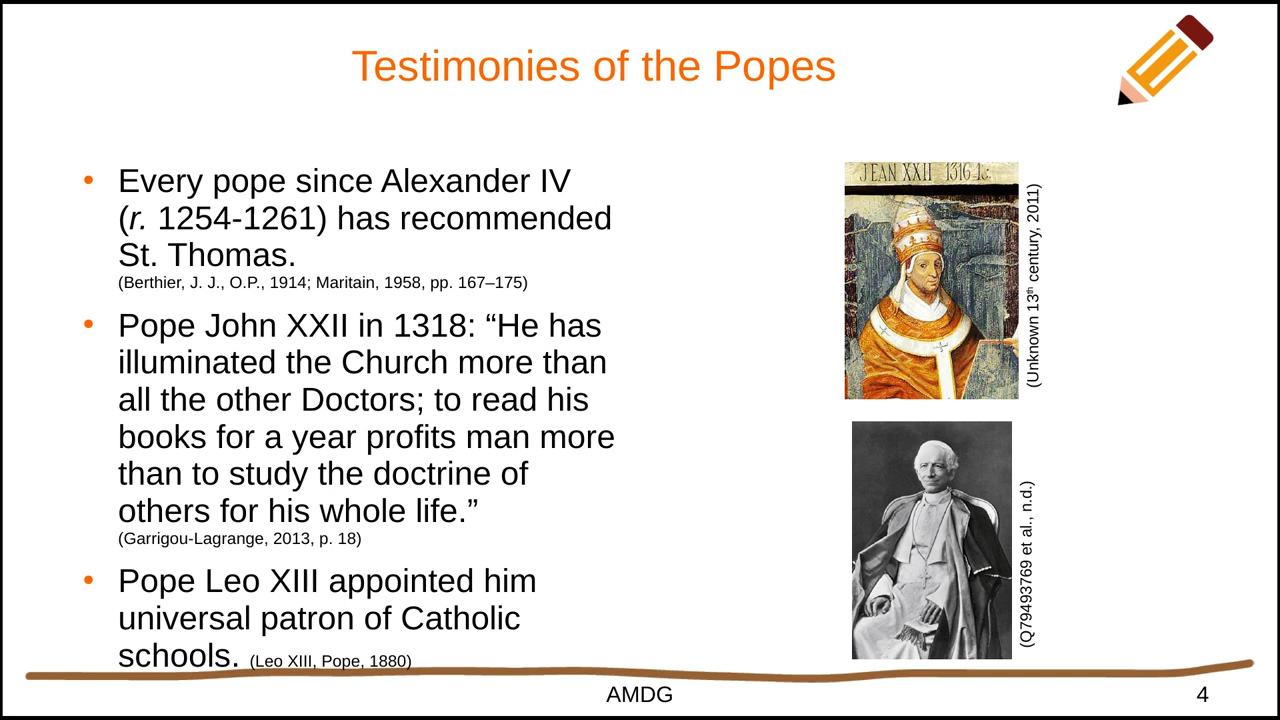 Testimonies of the Popes
• Every pope since Alexander IV
(r. 1254-1261) has recommended
St. Thomas.
(Berthier, J. J., O.P., 1914; Maritain, 1958, pp. 167–175)
• Pope John XXII in 1318: “He has
illuminated the Church more than
all the other Doctors; to read his
books for a year profits man more
than to study the doctrine of
others for his whole life.”
(Garrigou-Lagrange, 2013, p. 18)
• Pope Leo XIII appointed him
universal patron of Catholic
schools. (Leo XIII, Pope, 1880)
JEAN XXII 1316
(Unknown 13th century, 2011)
(Q79493769 et al., n.d.)
AMDG
4